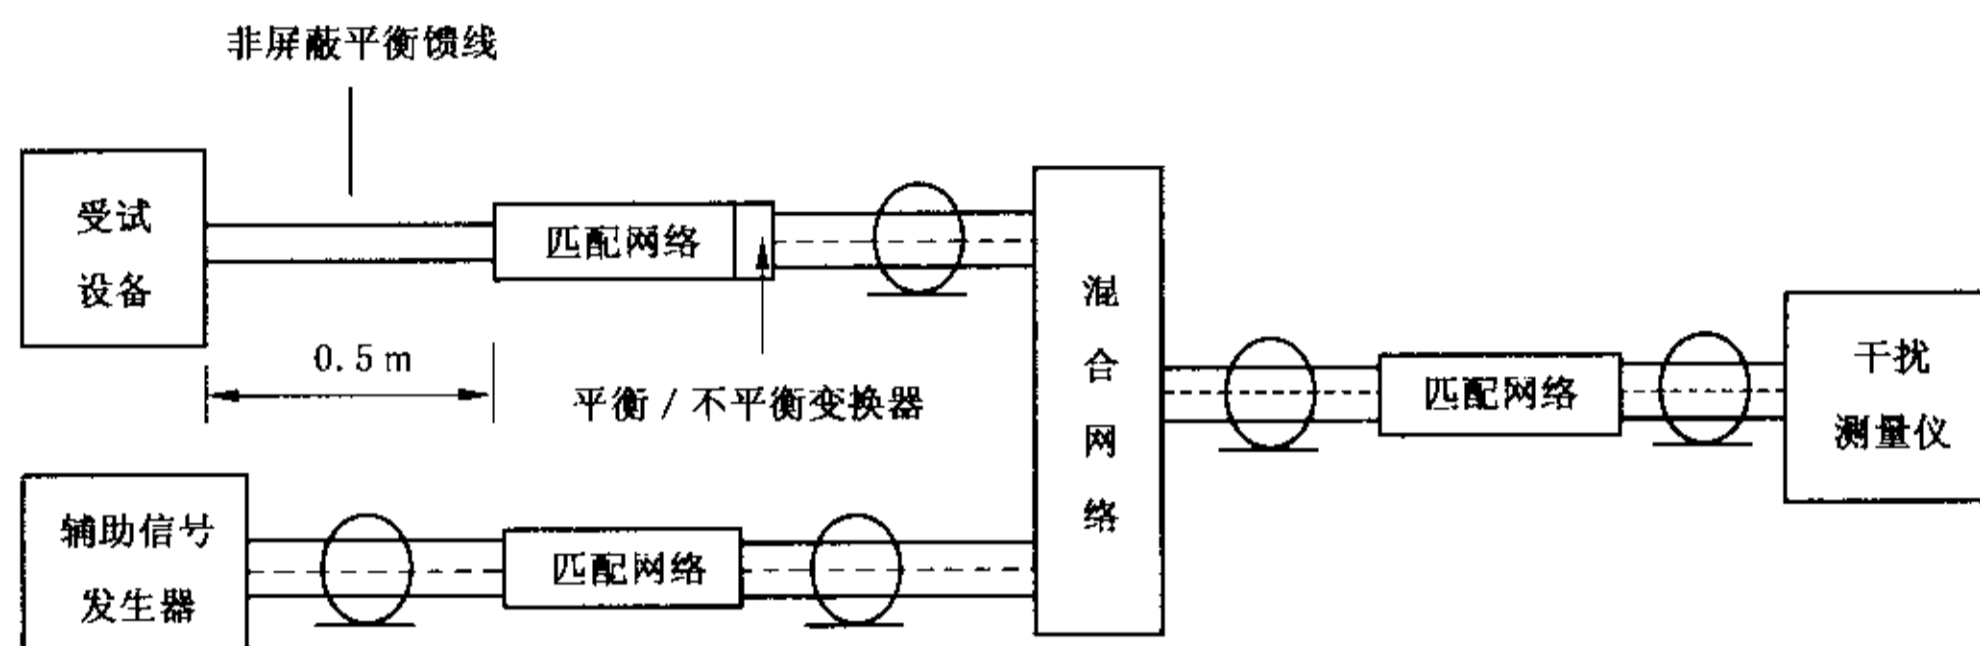 非屏蔽平衡馈线
受试
设备
匹配网络
0.5 m
平衡 / 不平衡变换器
混
合
网
络
匹配网络
干扰
测量仪
辅助信号
发生器
匹配网络